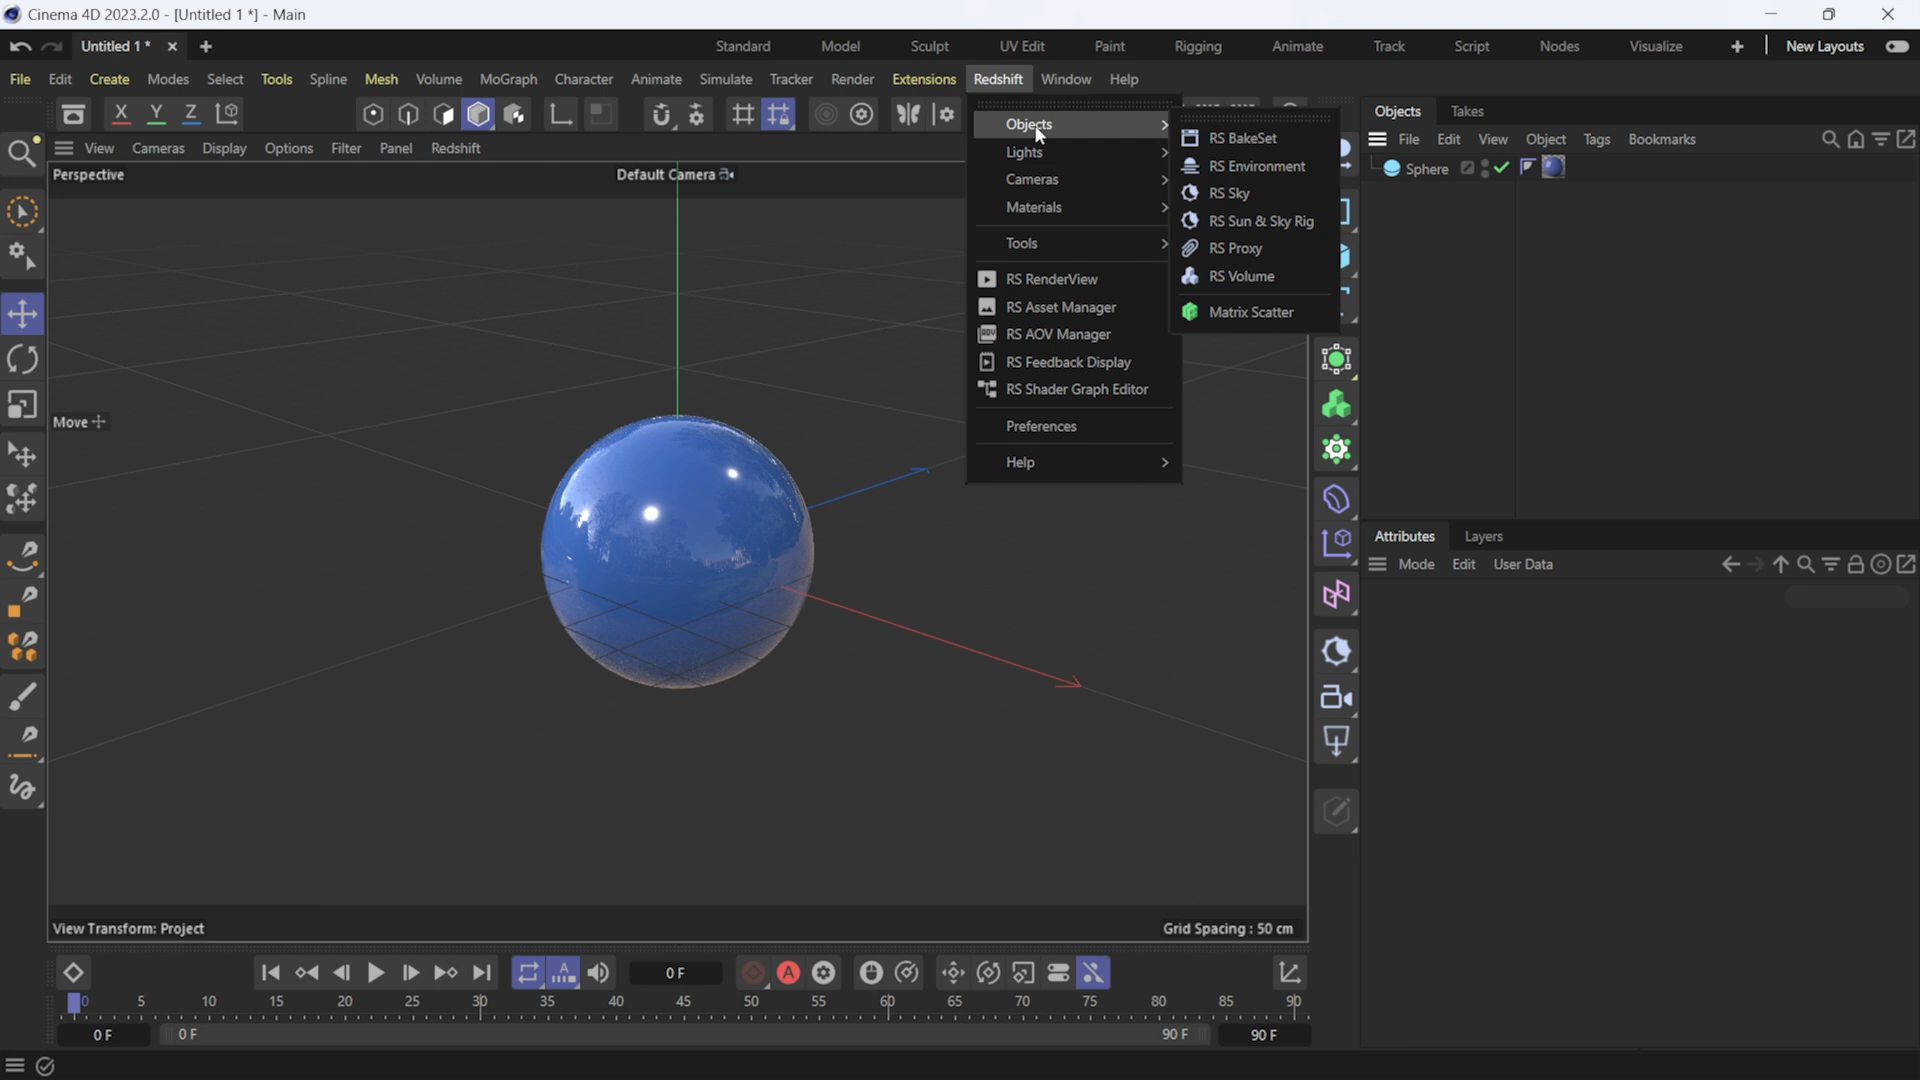 Cinema 4D 2023.2.0 - [Untitled 1 *] - Main
Untitled 1 *
Standard
Model
Sculpt
UV Edit
Paint
Rigging
Animate
Track
Script
Nodes
Visualize
New Layouts
File
Edit
Create
Modes
Select
Tools
Spline
Mesh
Volume
MoGraph
Character
Animate
Simulate
Tracker
Render
Extensions
Redshift
Window
Help
X
Y
Z
View
Cameras
Display
Options
Filter
Panel
Redshift
Perspective
Default Camera
Move
Objects
Lights
Cameras
Materials
Tools
RS RenderView
RS Asset Manager
RS AOV Manager
RS Feedback Display
RS Shader Graph Editor
Preferences
Help
RS BakeSet
RS Environment
RS Sky
RS Sun & Sky Rig
RS Proxy
RS Volume
Matrix Scatter
Objects
Takes
File
Edit
View
Object
Tags
Bookmarks
Sphere
Attributes
Layers
Mode
Edit
User Data
View Transform: Project
Grid Spacing : 50 cm
0 F
0 5 10 15 20 25 30 35 40 45 50 55 60 65 70 75 80 85 90
0 F
0 F
90 F
90 F